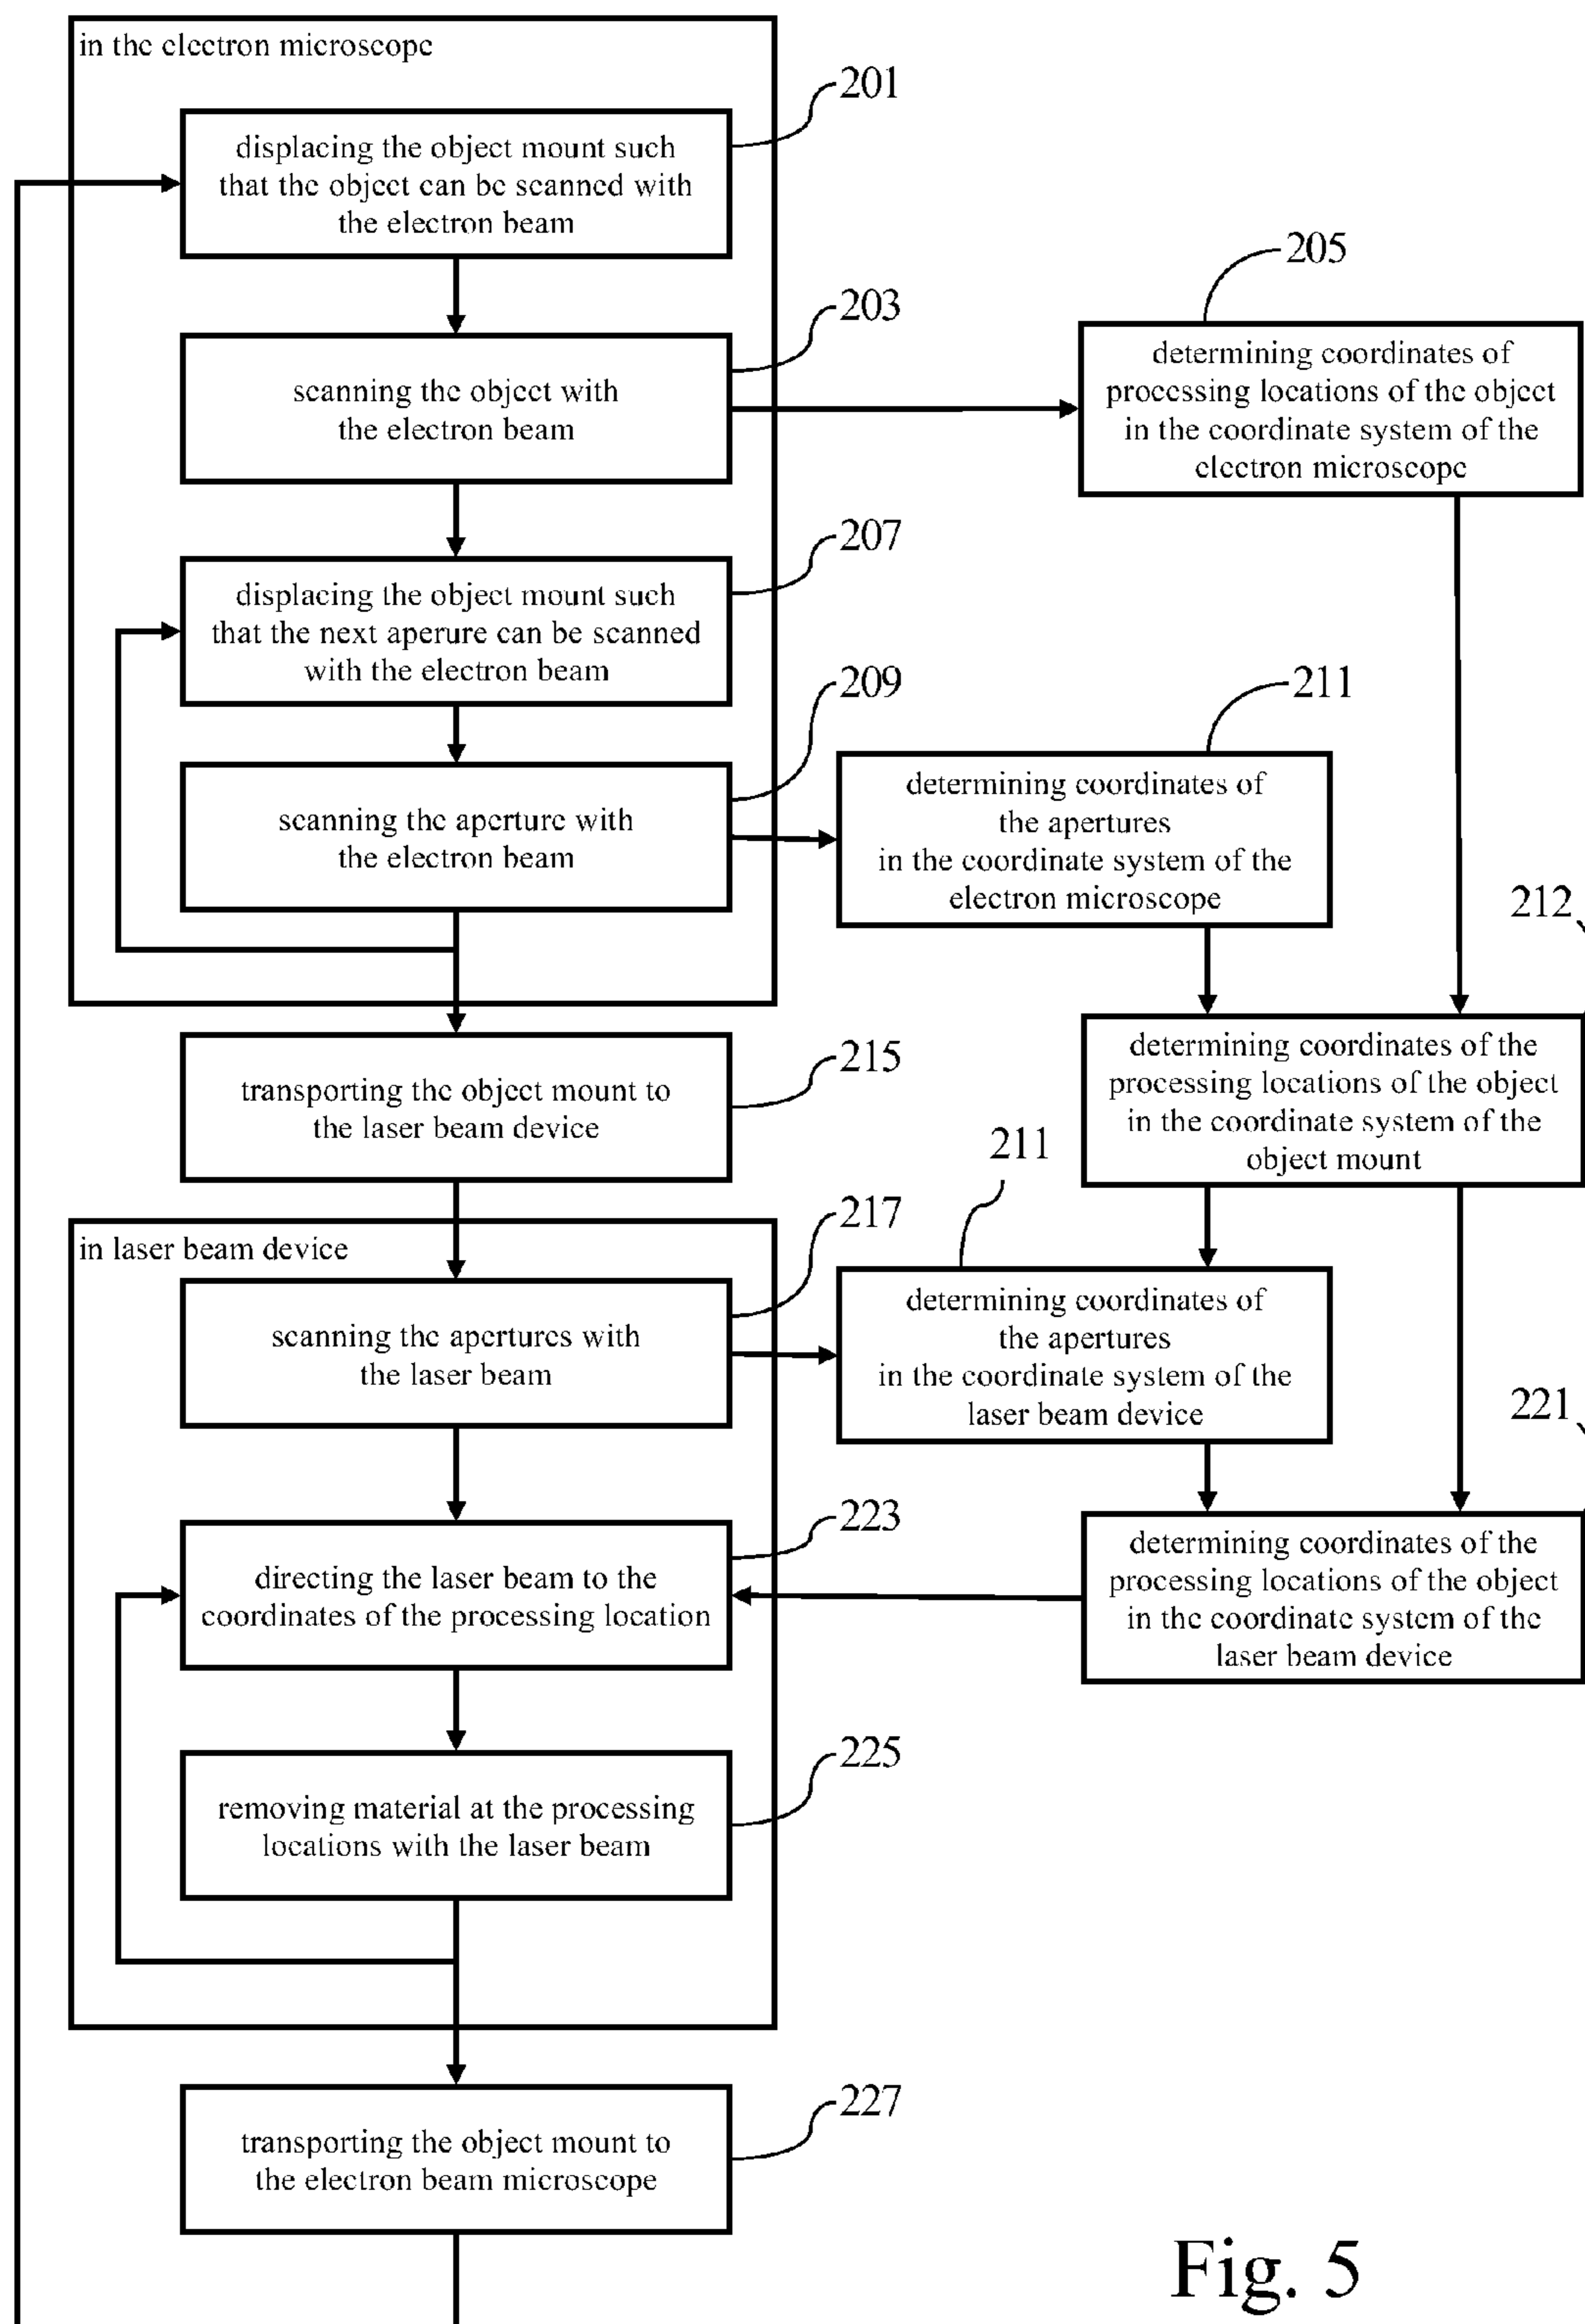 in the electron microscope
201
displacing the object mount such
that the object can be scanned with
the electron beam
203
scanning the object with
the electron beam
205
determining coordinates of
processing locations of the object
in the coordinate system of the
electron microscope
207
displacing the object mount such
that the next aperure can be scanned
with the electron beam
209
scanning the aperture with
the electron beam
211
determining coordinates of
the apertures
in the coordinate system of the
electron microscope
212
determining coordinates of the
processing locations of the object
in the coordinate system of the
object mount
215
transporting the object mount to
the laser beam device
in laser beam device
217
scanning the apertures with
the laser beam
211
determining coordinates of
the apertures
in the coordinate system of the
laser beam device
221
determining coordinates of the
processing locations of the object
in the coordinate system of the
laser beam device
223
directing the laser beam to the
coordinates of the processing location
225
removing material at the processing
locations with the laser beam
227
transporting the object mount to
the electron beam microscope
Fig. 5